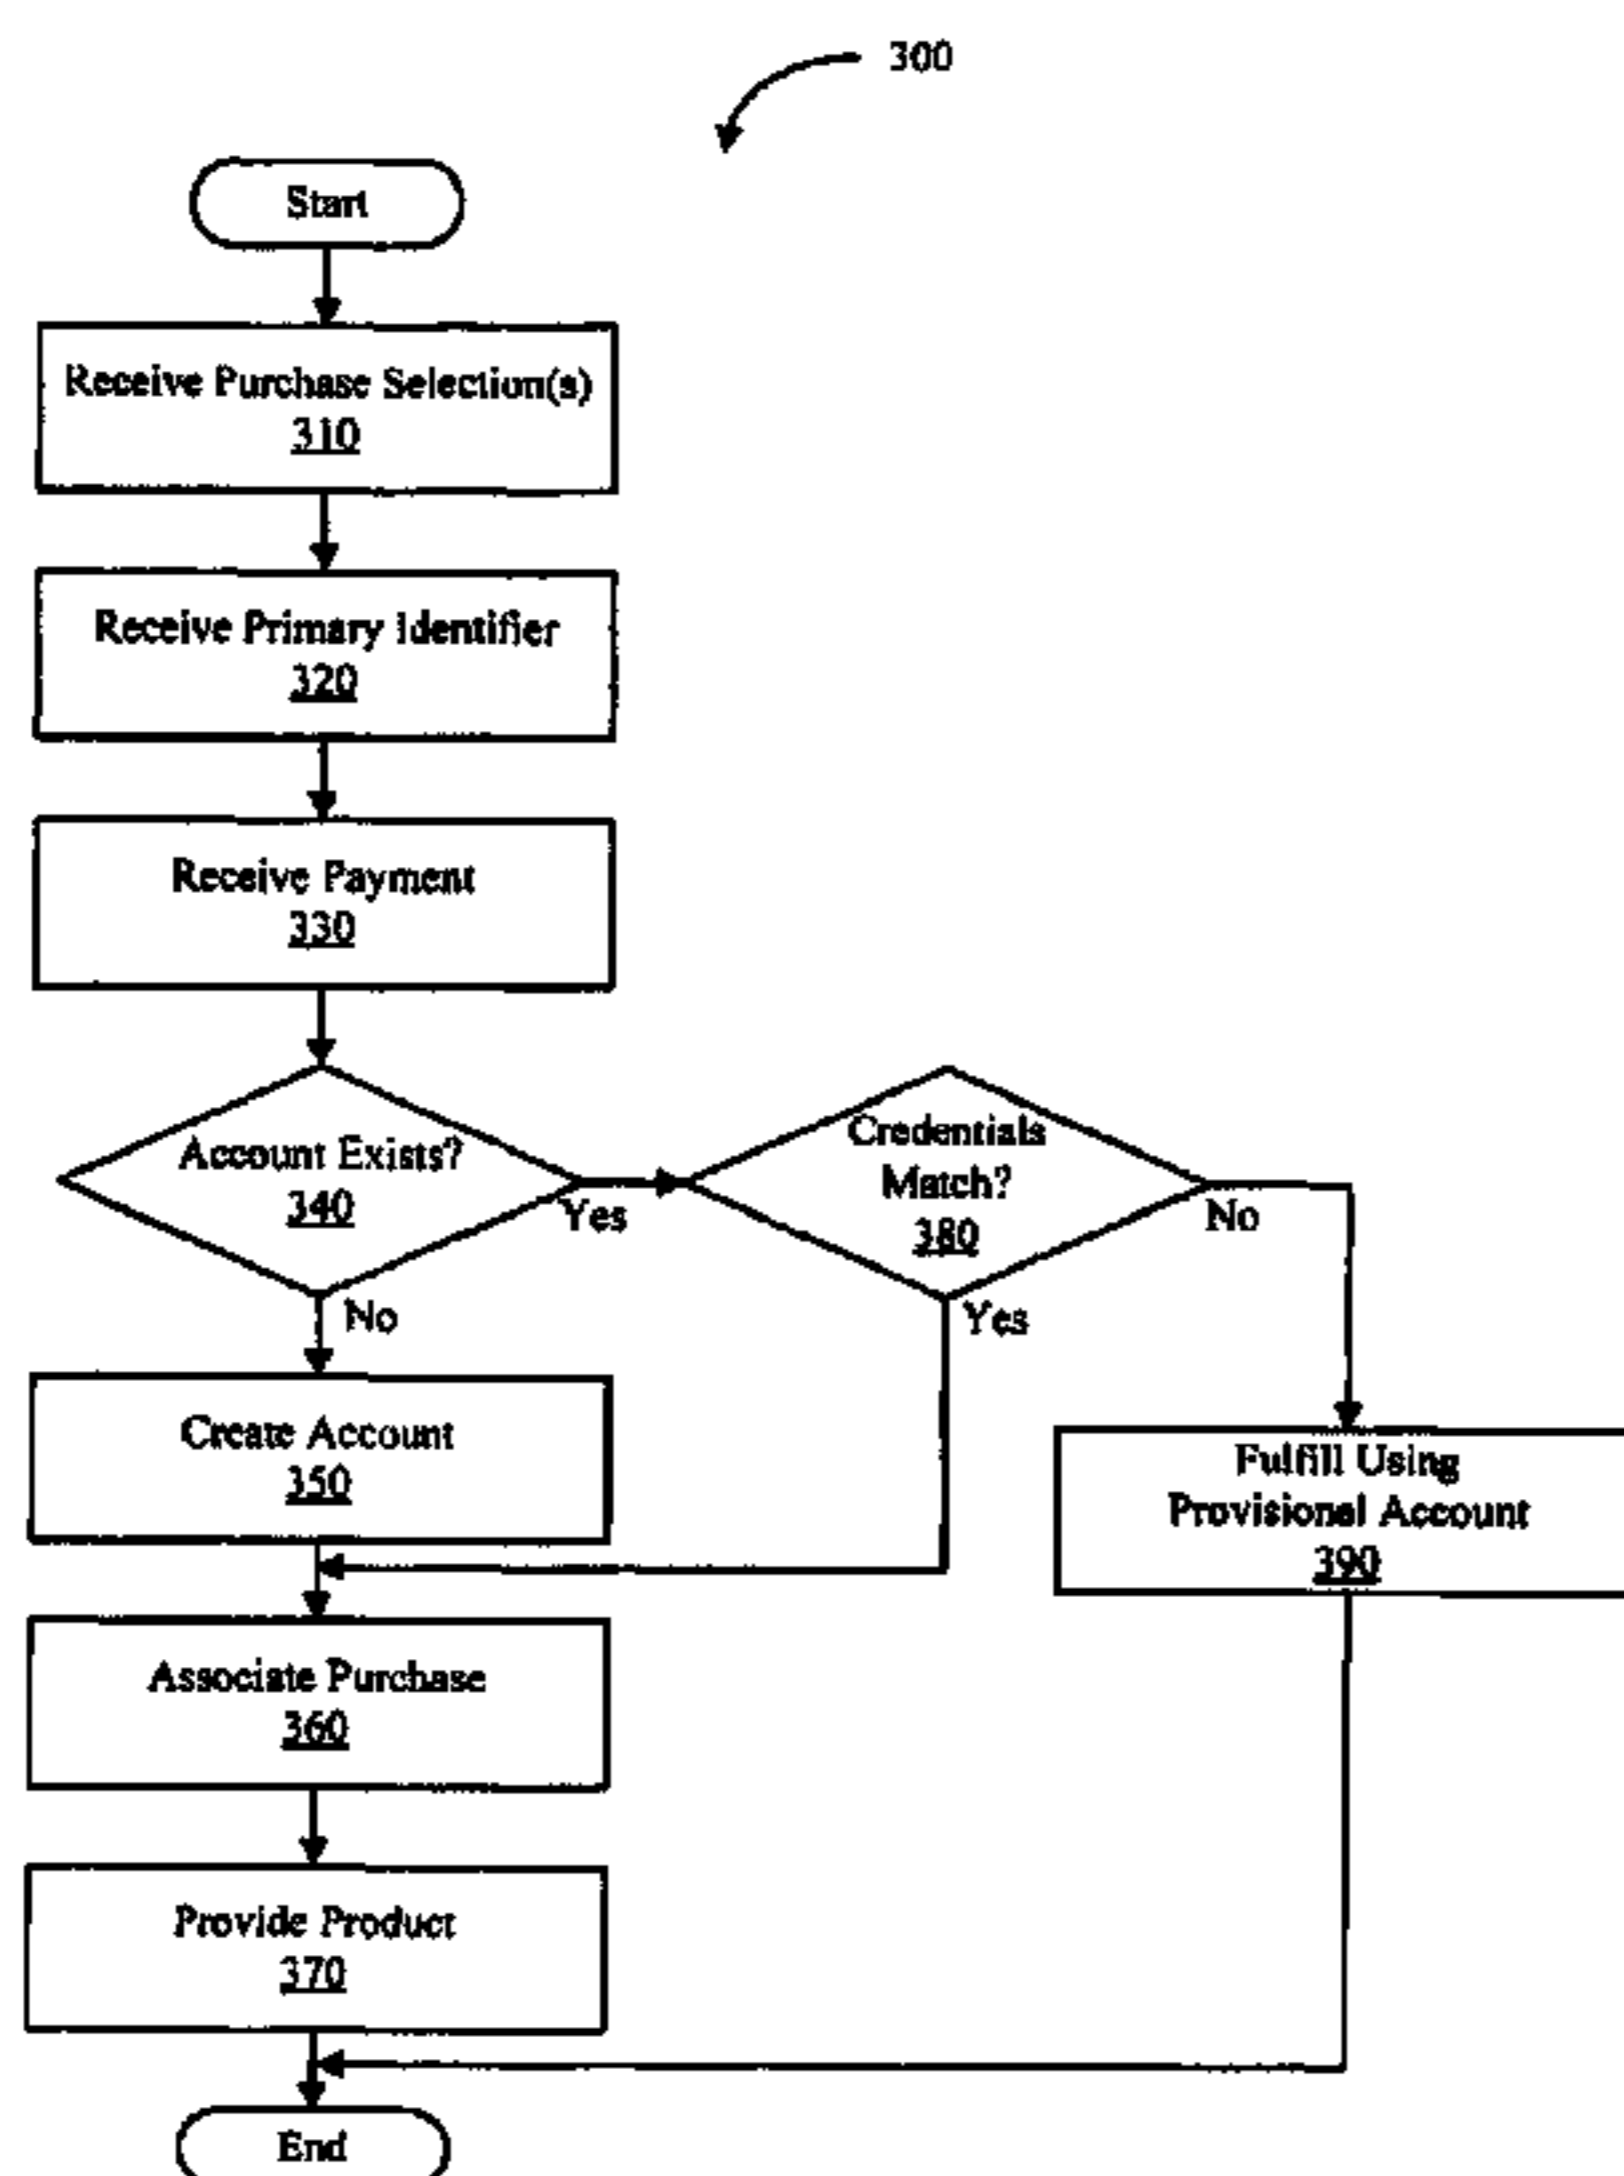 300
Start
Receive Purchase Selection(s)
310
Receive Primary Identifier
320
Receive Payment
330
Account Exists?
340
Yes
No
Credentials
Match?
380
No
Yes
Create Account
350
Fulfill Using
Provisional Account
390
Associate Purchase
360
Provide Product
370
End